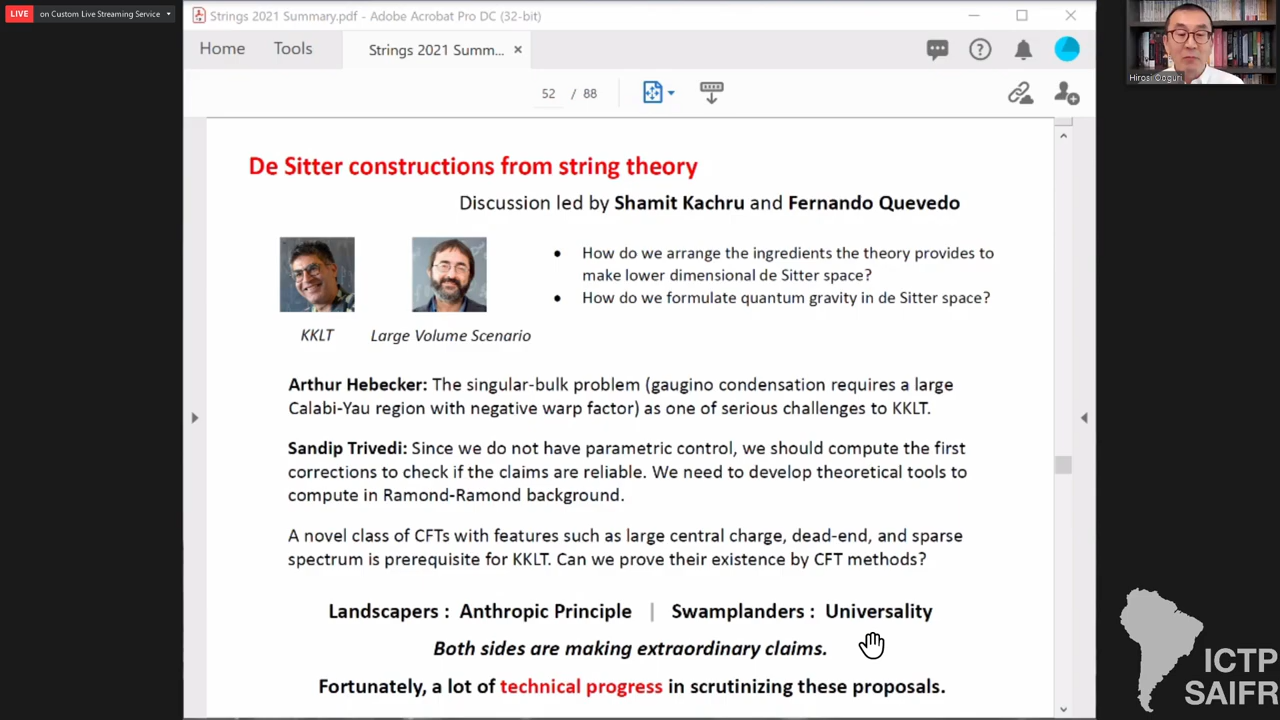 LIVE on Custom Live Streaming Service
Strings 2021 Summary.pdf - Adobe Acrobat Pro DC (32-bit)
Home Tools Strings 2021 Summ...
52 / 88
Hirosi Ooguri
De Sitter constructions from string theory
Discussion led by Shamit Kachru and Fernando Quevedo
• How do we arrange the ingredients the theory provides to
make lower dimensional de Sitter space?
• How do we formulate quantum gravity in de Sitter space?
KKLT Large Volume Scenario
Arthur Hebecker: The singular-bulk problem (gaugino condensation requires a large
Calabi-Yau region with negative warp factor) as one of serious challenges to KKLT.
Sandip Trivedi: Since we do not have parametric control, we should compute the first
corrections to check if the claims are reliable. We need to develop theoretical tools to
compute in Ramond-Ramond background.
A novel class of CFTs with features such as large central charge, dead-end, and sparse
spectrum is prerequisite for KKLT. Can we prove their existence by CFT methods?
Landscapers : Anthropic Principle | Swamplanders : Universality
Both sides are making extraordinary claims.
Fortunately, a lot of technical progress in scrutinizing these proposals.
ICTP
SAIFR